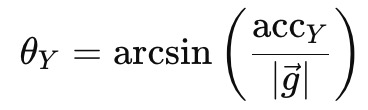 θ_Y = arcsin ( acc_Y / |g⃗| )